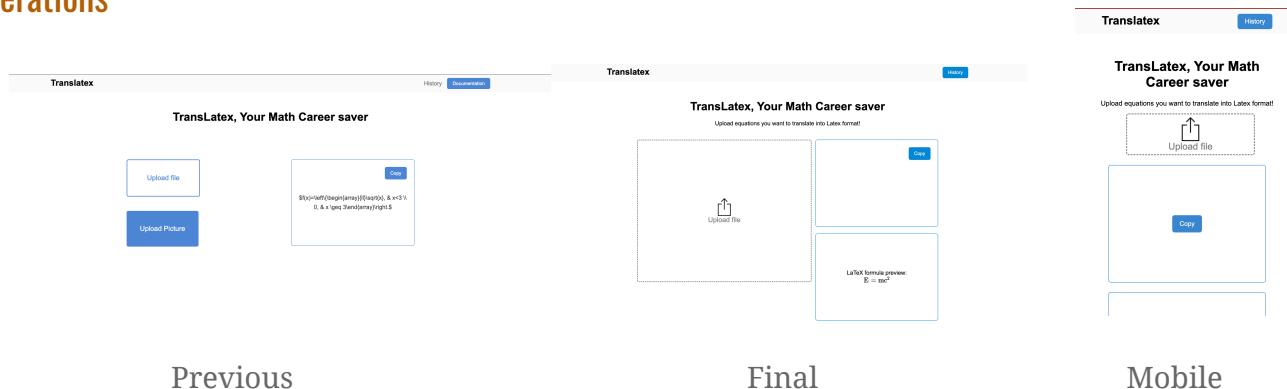 erations
Translatex
History
Documentation
TransLatex, Your Math Career saver
Upload file
Upload Picture
Copy
$f(x)=\left\{\begin{array}{ll}\sqrt{x}, & x<3 \\
0, & x \geq 3\end{array}\right.$
Previous
Translatex
History
TransLatex, Your Math Career saver
Upload equations you want to translate into Latex format!
Upload file
Copy
LaTeX formula preview:
E = mc²
Final
Translatex
History
TransLatex, Your Math
Career saver
Upload equations you want to translate into Latex format!
Upload file
Copy
Mobile